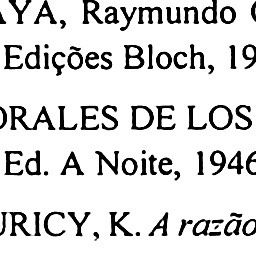 AYA, Raymundo
Edições Bloch, 19
ORALES DE LOS
Ed. A Noite, 1946
URICY, K. A razão